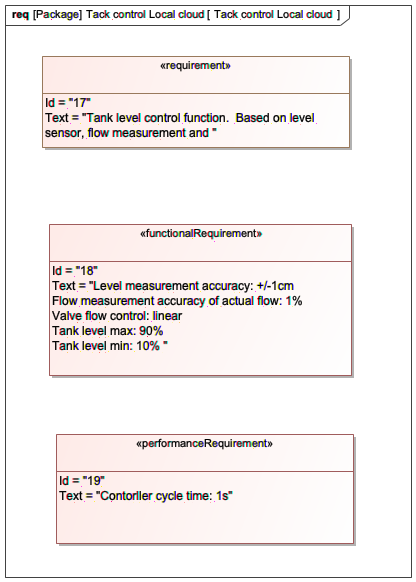 req [Package] Tack control Local cloud [ Tack control Local cloud ]
«requirement»
Id = "17"
Text = "Tank level control function.  Based on level
sensor, flow measurement and "
«functionalRequirement»
Id = "18"
Text = "Level measurement accuracy: +/-1cm
Flow measurement accuracy of actual flow: 1%
Valve flow control: linear
Tank level max: 90%
Tank level min: 10% "
«performanceRequirement»
Id = "19"
Text = "Contorller cycle time: 1s"